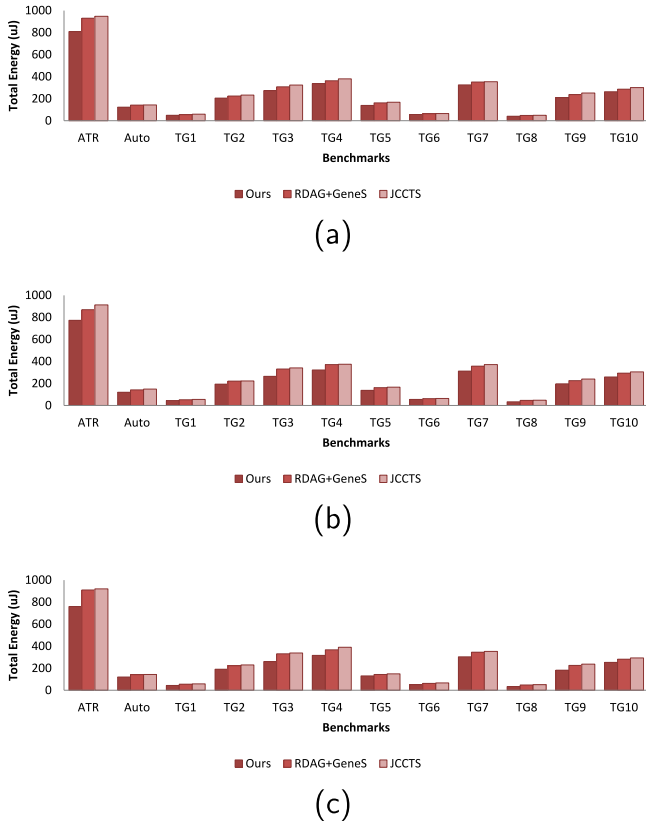 Total Energy (uJ)
1000
800
600
400
200
0
ATR Auto TG1 TG2 TG3 TG4 TG5 TG6 TG7 TG8 TG9 TG10
Benchmarks
Ours RDAG+GeneS JCCTS
(a)
Total Energy (uJ)
1000
800
600
400
200
0
ATR Auto TG1 TG2 TG3 TG4 TG5 TG6 TG7 TG8 TG9 TG10
Benchmarks
Ours RDAG+GeneS JCCTS
(b)
Total Energy (uJ)
1000
800
600
400
200
0
ATR Auto TG1 TG2 TG3 TG4 TG5 TG6 TG7 TG8 TG9 TG10
Benchmarks
Ours RDAG+GeneS JCCTS
(c)